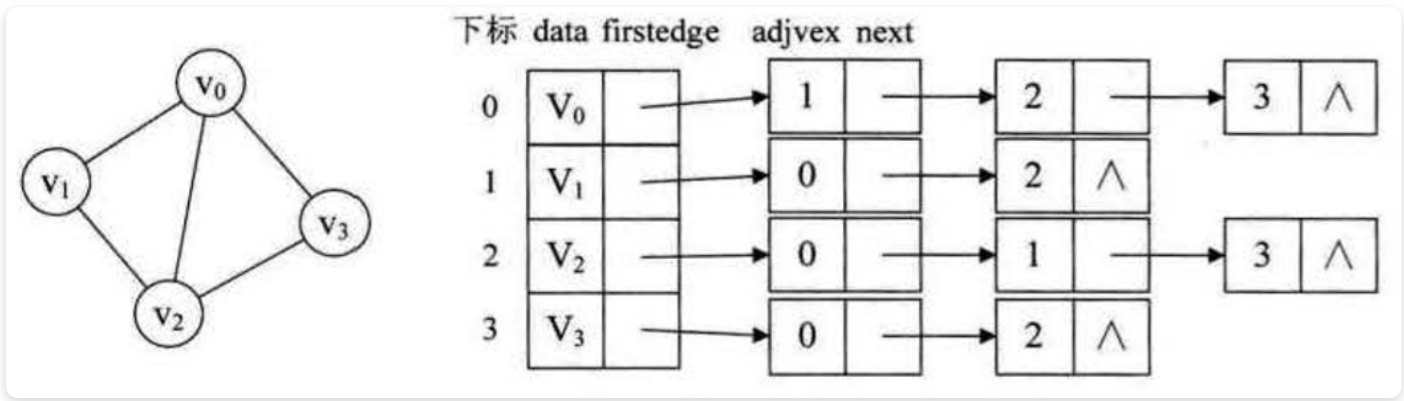 下标 data firstedge adjvex next
v₀
v₁
v₃
v₂
0 V₀ 1 2 3 ∧
1 V₁ 0 2 ∧
2 V₂ 0 1 3 ∧
3 V₃ 0 2 ∧